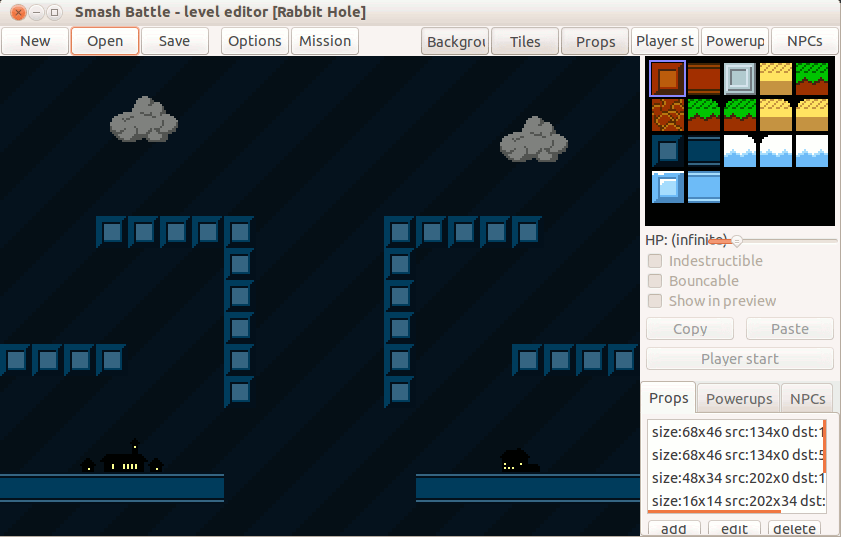 Smash Battle - level editor [Rabbit Hole]
New Open Save Options Mission Backgrou Tiles Props Player st Powerup NPCs
HP: (infinite)
Indestructible
Bouncable
Show in preview
Copy Paste
Player start
Props Powerups NPCs
size:68x46 src:134x0 dst:1
size:68x46 src:134x0 dst:5
size:48x34 src:202x0 dst:1
size:16x14 src:202x34 dst:
add edit delete